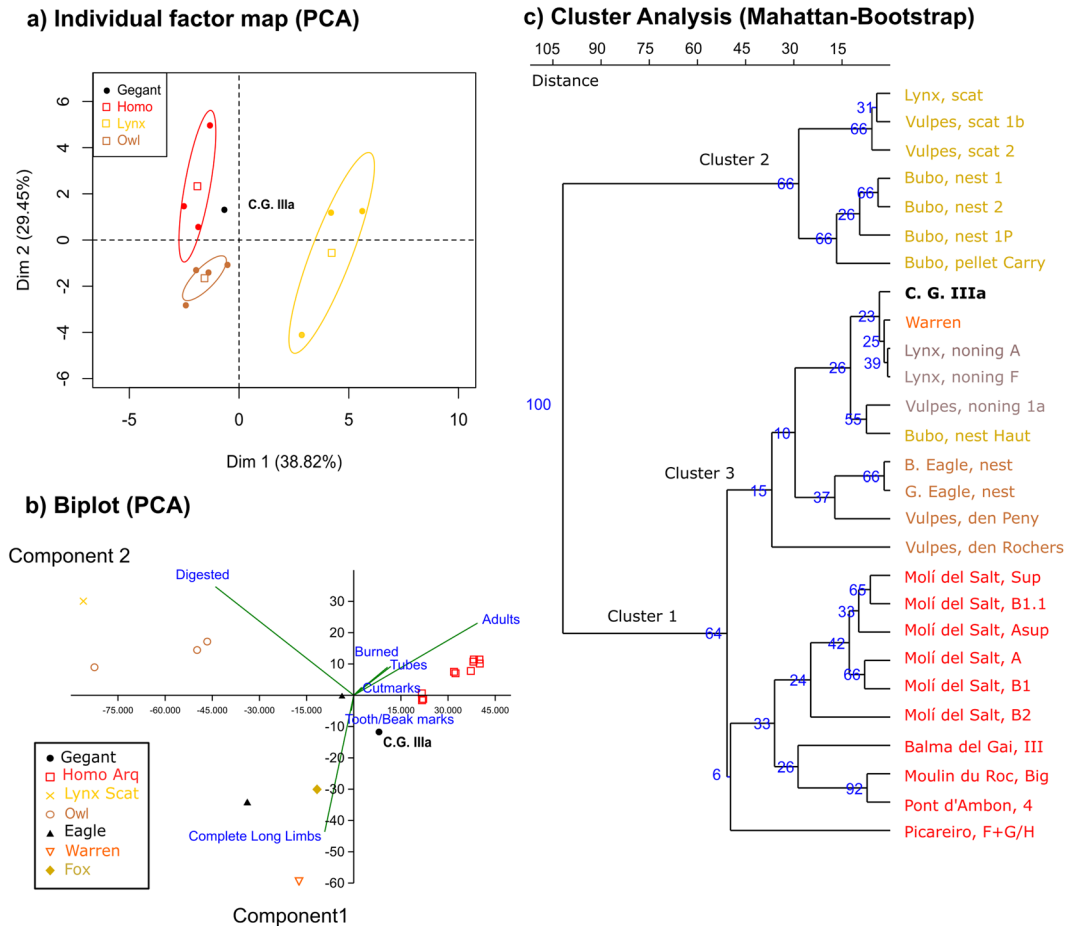 a) Individual factor map (PCA)
Gegant
Homo
Lynx
Owl
C.G. IIIa
6
4
2
0
-2
-4
-6
Dim 2 (29.45%)
-5
0
5
10
Dim 1 (38.82%)
b) Biplot (PCA)
Component 2
Digested
Adults
Burned
Tubes
Cutmarks
Tooth/Beak marks
C.G. IIIa
Complete Long Limbs
30
20
10
-10
-20
-30
-40
-50
-60
-75.000
-60.000
-45.000
-30.000
-15.000
15.000
30.000
45.000
Gegant
Homo Arq
Lynx Scat
Owl
Eagle
Warren
Fox
Component1
c) Cluster Analysis (Mahattan-Bootstrap)
105 90 75 60 45 30 15
Distance
Cluster 2
Cluster 3
Cluster 1
Lynx, scat
Vulpes, scat 1b
Vulpes, scat 2
Bubo, nest 1
Bubo, nest 2
Bubo, nest 1P
Bubo, pellet Carry
C. G. IIIa
Warren
Lynx, noning A
Lynx, noning F
Vulpes, noning 1a
Bubo, nest Haut
B. Eagle, nest
G. Eagle, nest
Vulpes, den Peny
Vulpes, den Rochers
Molí del Salt, Sup
Molí del Salt, B1.1
Molí del Salt, Asup
Molí del Salt, A
Molí del Salt, B1
Molí del Salt, B2
Balma del Gai, III
Moulin du Roc, Big
Pont d'Ambon, 4
Picareiro, F+G/H
31
66
66
66
26
66
23
25
39
26
55
10
66
37
15
100
64
65
33
42
66
24
33
26
92
6